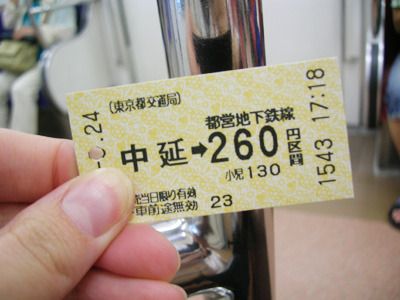 (東京都交通局)
都営地下鉄線
中延→260円区間
小児130
当日限り有効
車前途無効 23
.24
1543 17:18